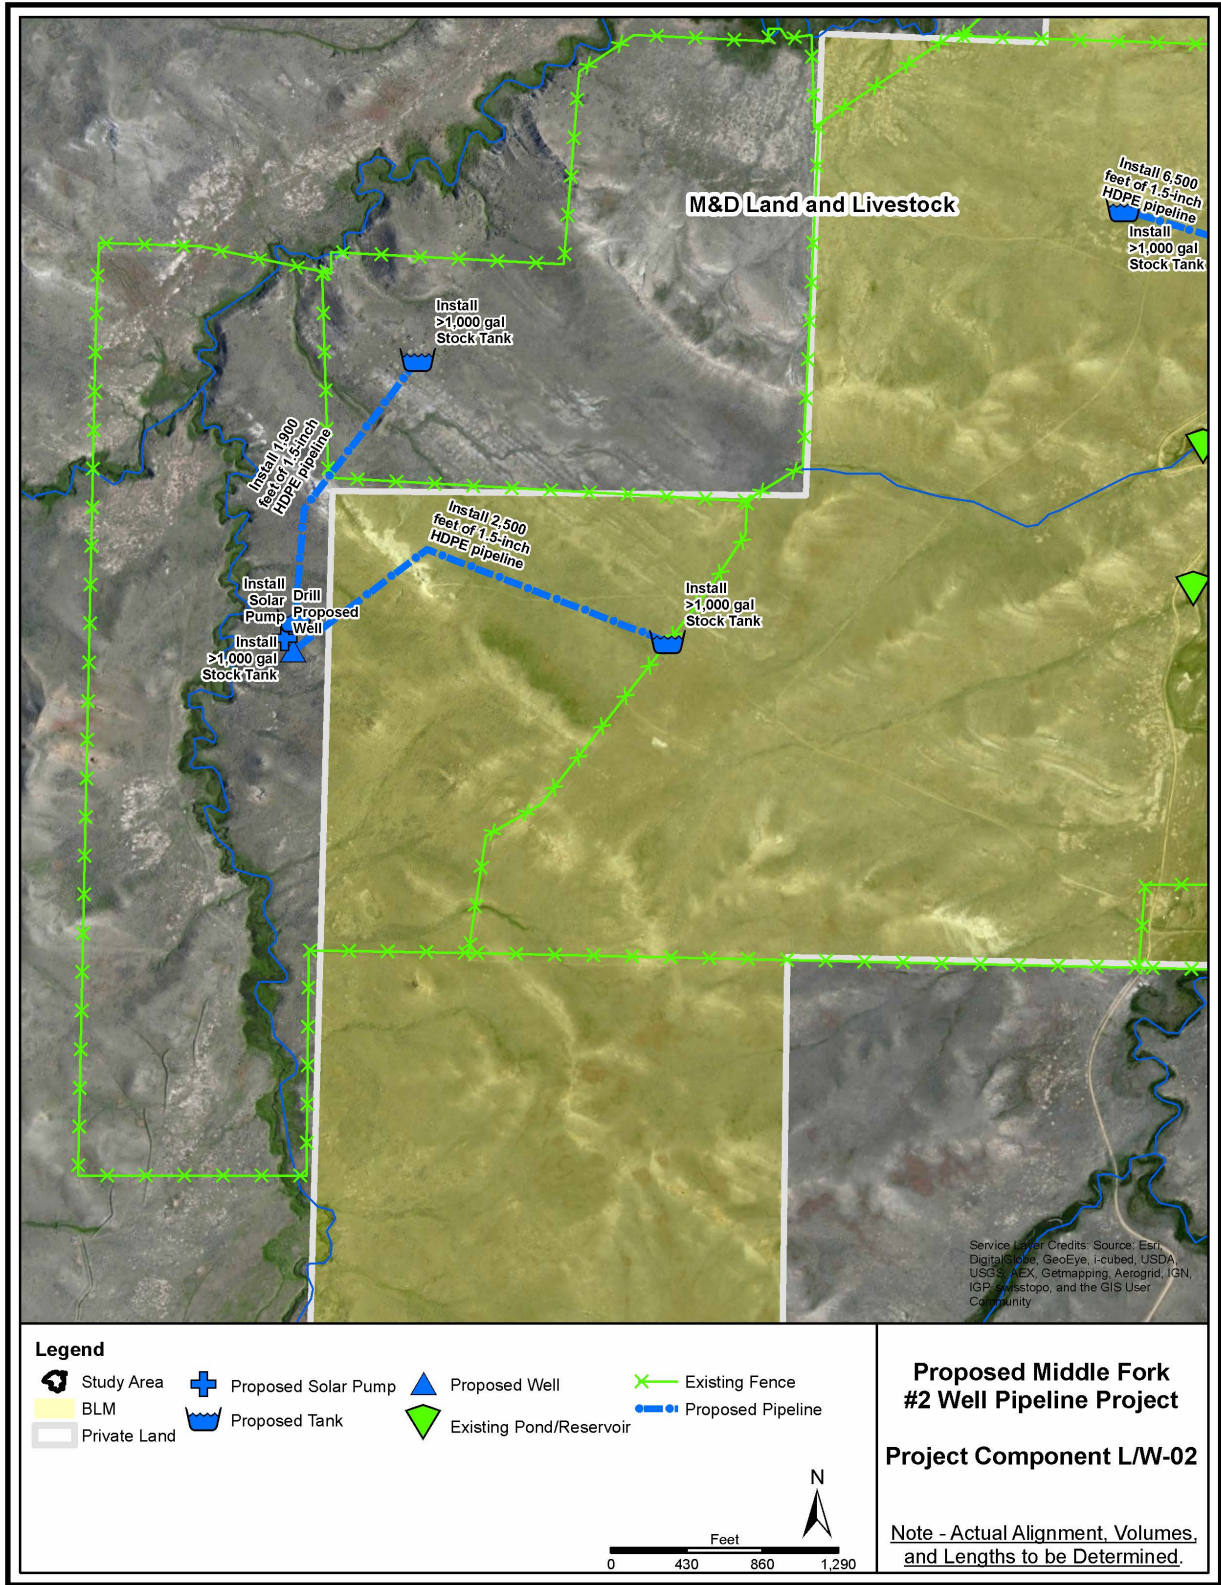 Install 6,500
feet of 1.5-inch
HDPE pipeline
M&D Land and Livestock
Install
>1,000 gal
Stock Tank
Install
>1,000 gal
Stock Tank
Install 1,900
feet of 1.5-inch
HDPE pipeline
Install 2,500
feet of 1.5-inch
HDPE pipeline
Install
Solar
Pump
Drill
Proposed
Well
Install
>1,000 gal
Stock Tank
Install
>1,000 gal
Stock Tank
Service Layer Credits: Source: Esri,
DigitalGlobe, GeoEye, i-cubed, USDA,
USGS, AEX, Getmapping, Aerogrid, IGN,
IGP, swisstopo, and the GIS User
Community
Legend
Study Area
BLM
Private Land
Proposed Solar Pump
Proposed Tank
Proposed Well
Existing Pond/Reservoir
Existing Fence
Proposed Pipeline
N
Feet
0 430 860 1,290
Proposed Middle Fork
#2 Well Pipeline Project
Project Component L/W-02
Note - Actual Alignment, Volumes,
and Lengths to be Determined.